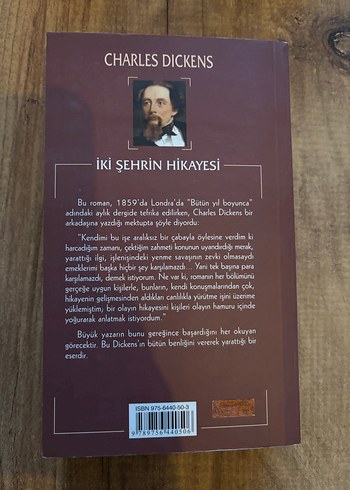 CHARLES DICKENS
İKİ ŞEHRİN HİKAYESİ
Bu roman, 1859'da Londra'da "Bütün yıl boyunca"
adındaki aylık dergide tefrika edilirken, Charles Dickens bir
arkadaşına yazdığı mektupta şöyle diyordu:
"Kendimi bu işe aralıksız bir çabayla öylesine verdim ki
harcadığım zamanı, çektiğim zahmeti konunun uyandırdığı merak,
yarattığı ilgi, işlenişindeki yenme savaşının zevki olmasaydı
emeklerimi başka hiçbir şey karşılamazdı... Yani tek başına para
karşılamazdı, demek istiyorum. Ne var ki, romanın her bölümünü
gerçeğe uygun kişilerle, bunların, kendi konuşmalarından çok,
hikayenin gelişmesinden aldıkları canlılıkla yürütme işini üzerime
yüklemiştim; bir olayın hikayesini kişileri olayın hamuru içinde
yoğurarak anlatmak istiyordum."
Büyük yazarın bunu gereğince başardığını her okuyan
görecektir. Bu Dickens'ın bütün benliğini vererek yarattığı bir
eserdir.
ISBN 975-6440-50-3
9 789756 440506